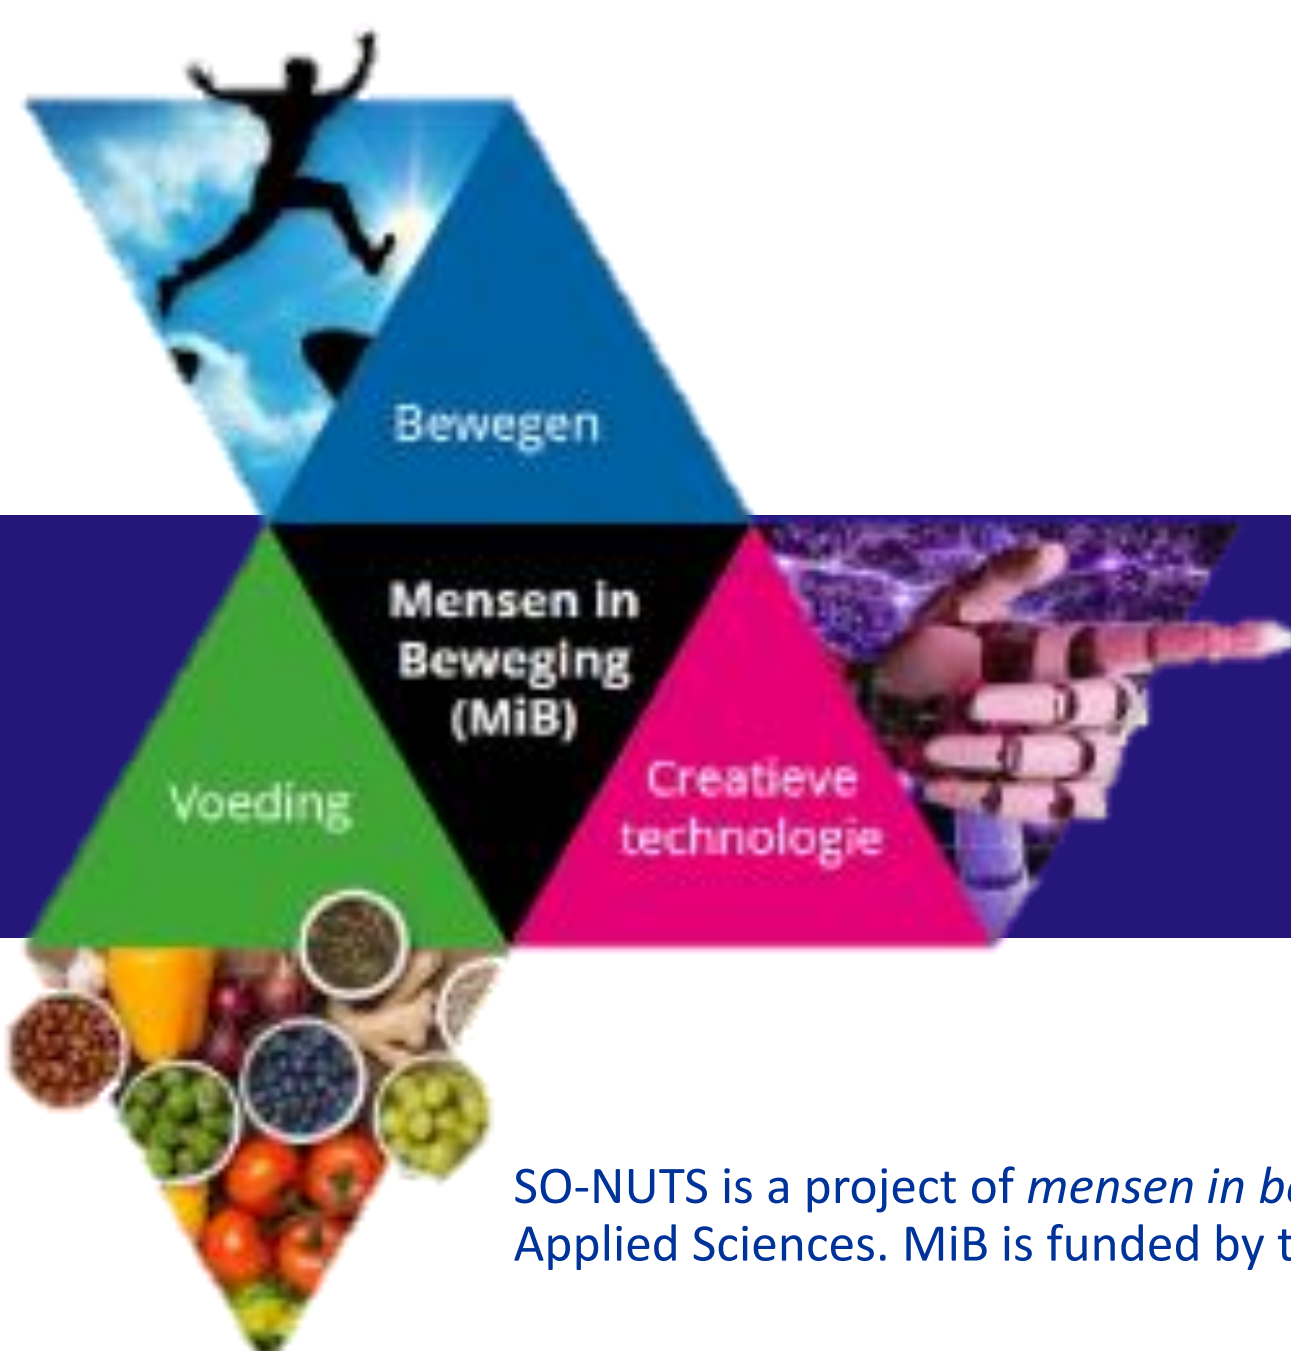 Bewegen
Mensen in
Beweging
(MiB)
Voeding
Creatieve
technologie
SO-NUTS is a project of mensen in
Applied Sciences. MiB is funded by